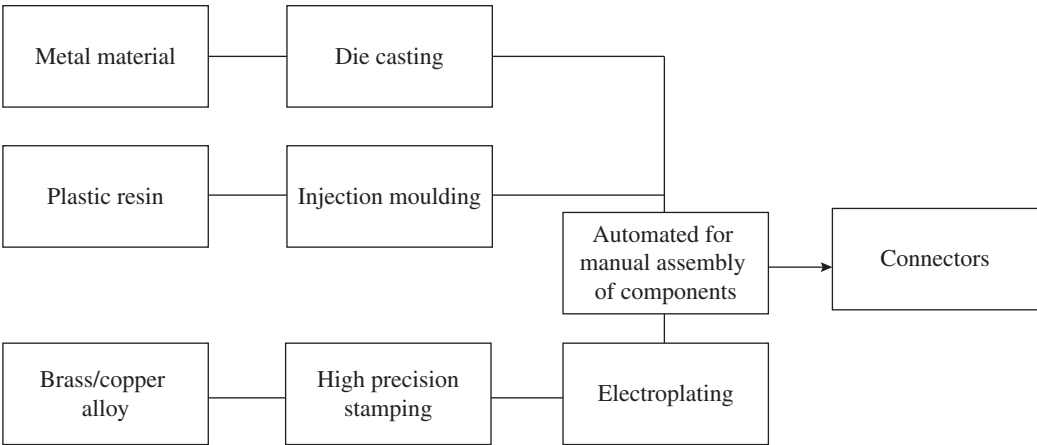 Metal material
Die casting
Plastic resin
Injection moulding
Automated for
manual assembly
of components
Connectors
Brass/copper
alloy
High precision
stamping
Electroplating